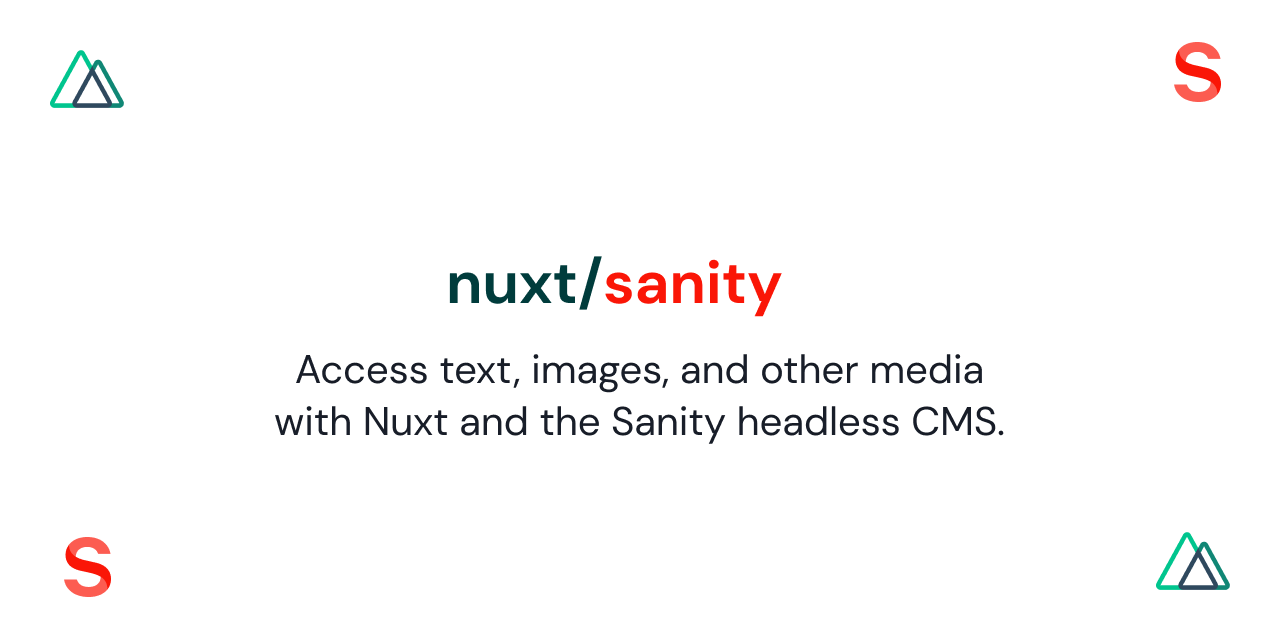 S
nuxt/sanity
Access text, images, and other media
with Nuxt and the Sanity headless CMS.
S